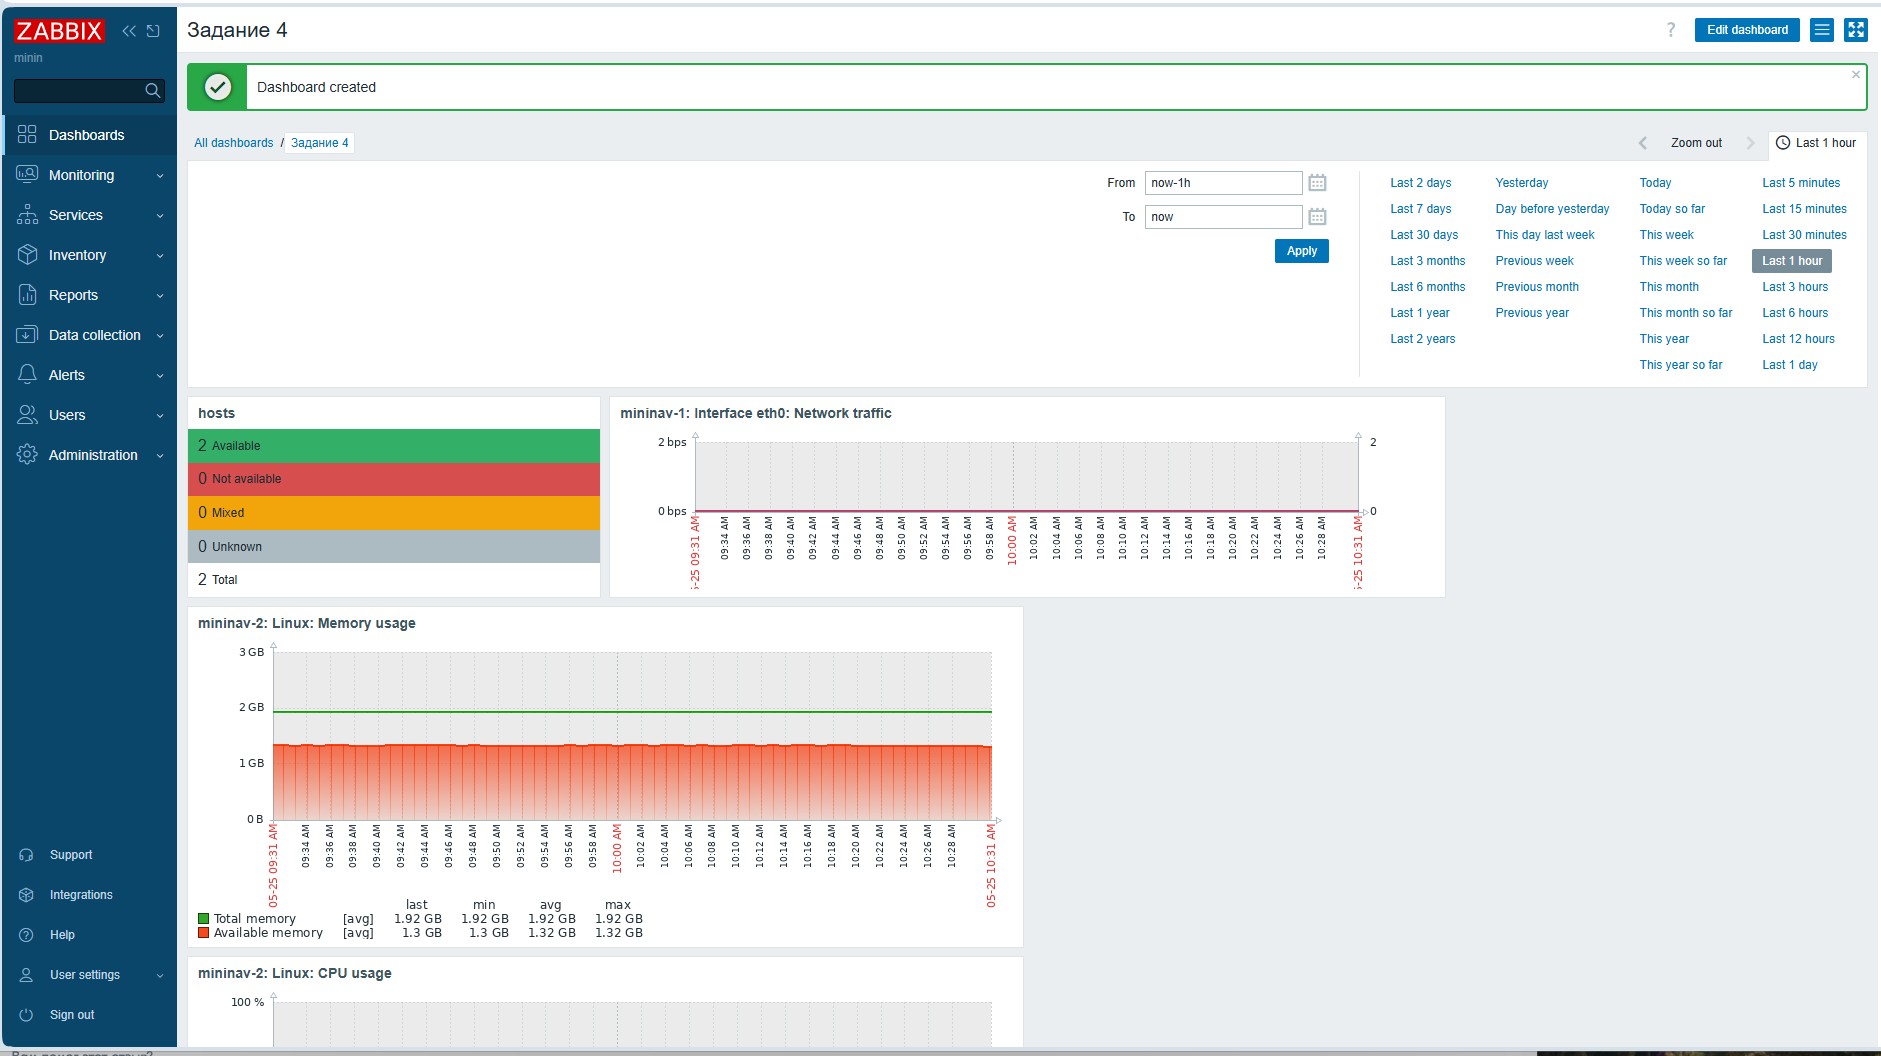 ZABBIX
minin
Dashboards
Monitoring
Services
Inventory
Reports
Data collection
Alerts
Users
Administration
Support
Integrations
Help
User settings
Sign out
Задание 4
?
Edit dashboard
Dashboard created
All dashboards / Задание 4
Zoom out
Last 1 hour
From now-1h
To now
Apply
Last 2 days Yesterday Today Last 5 minutes
Last 7 days Day before yesterday Today so far Last 15 minutes
Last 30 days This day last week This week Last 30 minutes
Last 3 months Previous week This week so far Last 1 hour
Last 6 months Previous month This month Last 3 hours
Last 1 year Previous year This month so far Last 6 hours
Last 2 years This year Last 12 hours
This year so far Last 1 day
hosts
2 Available
0 Not available
0 Mixed
0 Unknown
2 Total
mininav-1: Interface eth0: Network traffic
2 bps 2
0 bps 0
5-25 09:31 AM 09:34 AM 09:36 AM 09:38 AM 09:40 AM 09:42 AM 09:44 AM 09:46 AM 09:48 AM 09:50 AM 09:52 AM 09:54 AM 09:56 AM 09:58 AM 10:00 AM 10:02 AM 10:04 AM 10:06 AM 10:08 AM 10:10 AM 10:12 AM 10:14 AM 10:16 AM 10:18 AM 10:20 AM 10:22 AM 10:24 AM 10:26 AM 10:28 AM 5-25 10:31 AM
mininav-2: Linux: Memory usage
3 GB
2 GB
1 GB
0 B
05-25 09:31 AM 09:34 AM 09:36 AM 09:38 AM 09:40 AM 09:42 AM 09:44 AM 09:46 AM 09:48 AM 09:50 AM 09:52 AM 09:54 AM 09:56 AM 09:58 AM 10:00 AM 10:02 AM 10:04 AM 10:06 AM 10:08 AM 10:10 AM 10:12 AM 10:14 AM 10:16 AM 10:18 AM 10:20 AM 10:22 AM 10:24 AM 10:26 AM 10:28 AM 05-25 10:31 AM
last min avg max
Total memory [avg] 1.92 GB 1.92 GB 1.92 GB 1.92 GB
Available memory [avg] 1.3 GB 1.3 GB 1.32 GB 1.32 GB
mininav-2: Linux: CPU usage
100 %